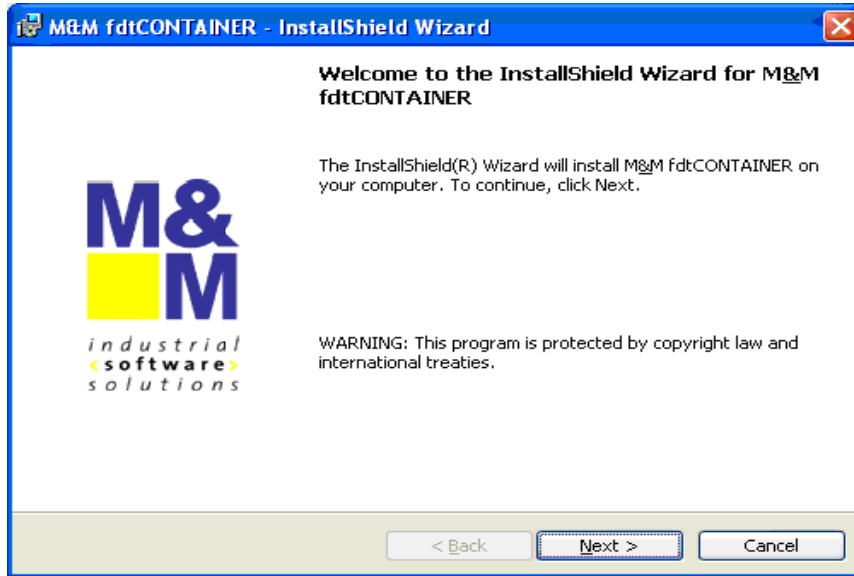 M&M fdtCONTAINER - InstallShield Wizard
Welcome to the InstallShield Wizard for M&M
fdtCONTAINER
The InstallShield(R) Wizard will install M&M fdtCONTAINER on
your computer. To continue, click Next.
M&
M
industrial
<software>
solutions
WARNING: This program is protected by copyright law and
international treaties.
< Back
Next >
Cancel